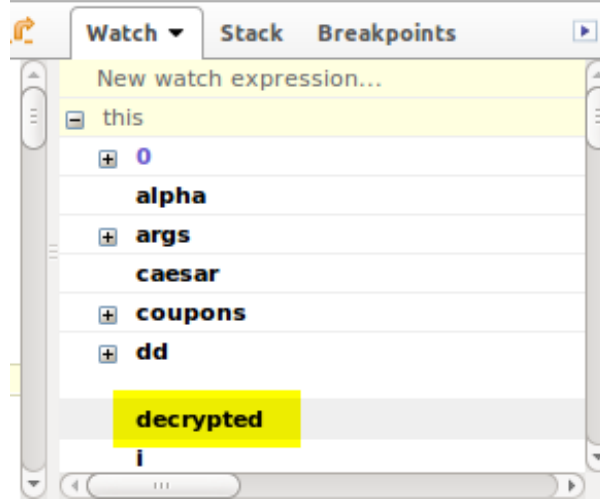 Watch Stack Breakpoints
New watch expression...
this
0
alpha
args
caesar
coupons
dd
decrypted
i